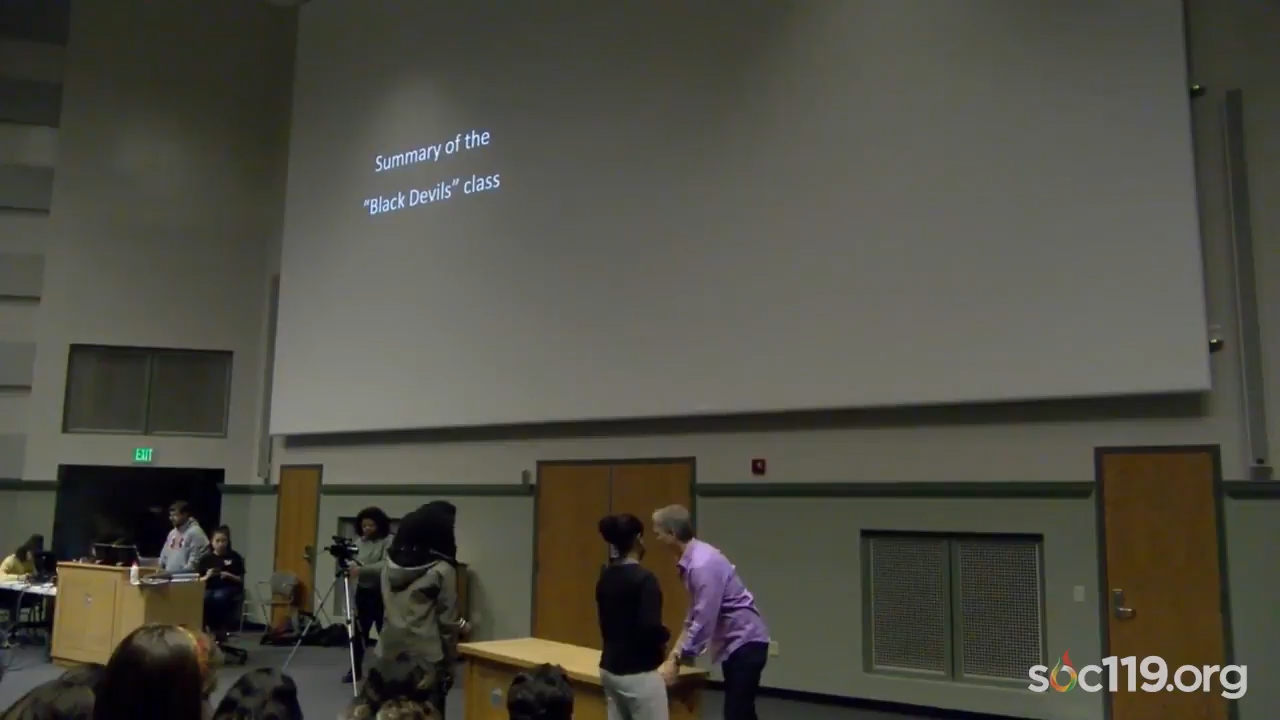 Summary of the
“Black Devils” class
EXIT
soc119.org